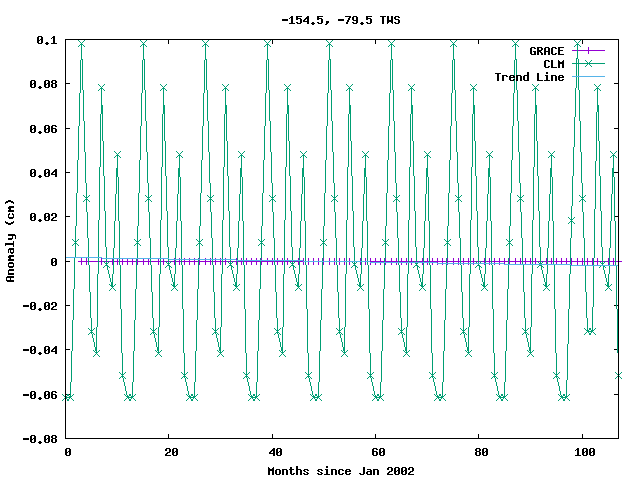 -154.5, -79.5 TWS
GRACE
CLM
Trend Line
0.1
0.08
0.06
0.04
0.02
0
-0.02
-0.04
-0.06
-0.08
Anomaly (cm)
0 20 40 60 80 100
Months since Jan 2002